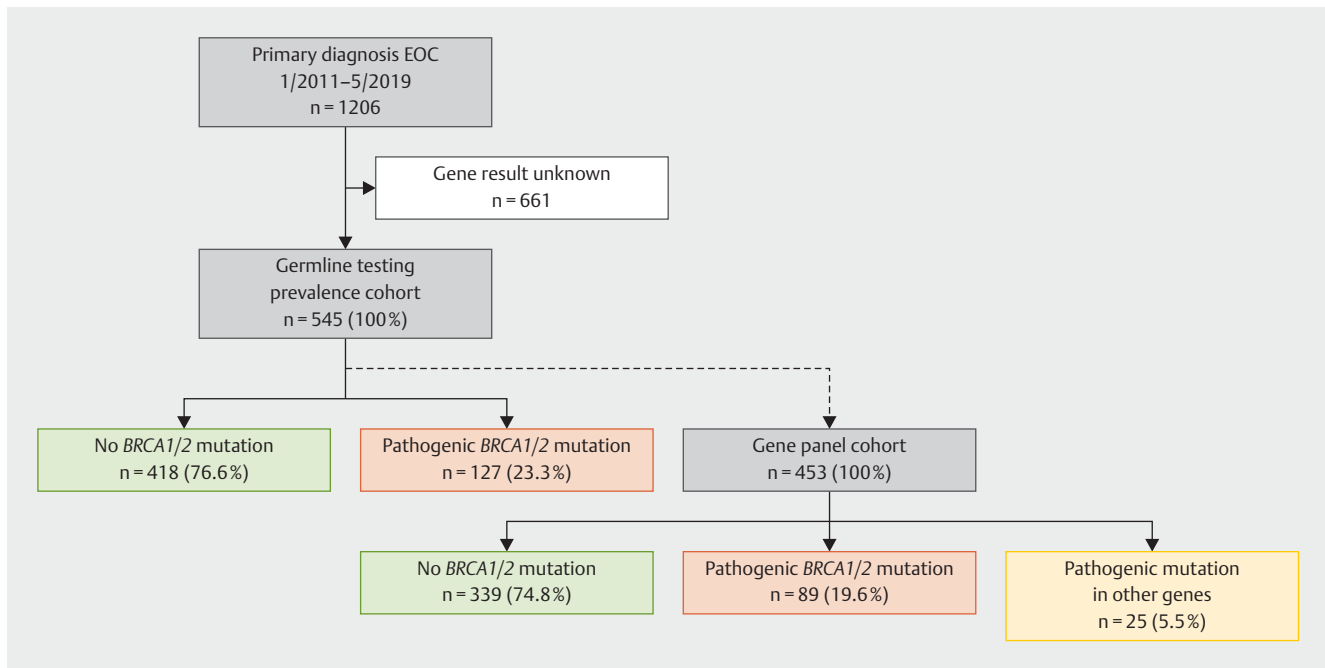 Primary diagnosis EOC
1/2011–5/2019
n = 1206
Gene result unknown
n = 661
Germline testing
prevalence cohort
n = 545 (100 %)
No BRCA1/2 mutation
n = 418 (76.6 %)
Pathogenic BRCA1/2 mutation
n = 127 (23.3 %)
Gene panel cohort
n = 453 (100 %)
No BRCA1/2 mutation
n = 339 (74.8 %)
Pathogenic BRCA1/2 mutation
n = 89 (19.6 %)
Pathogenic mutation
in other genes
n = 25 (5.5 %)